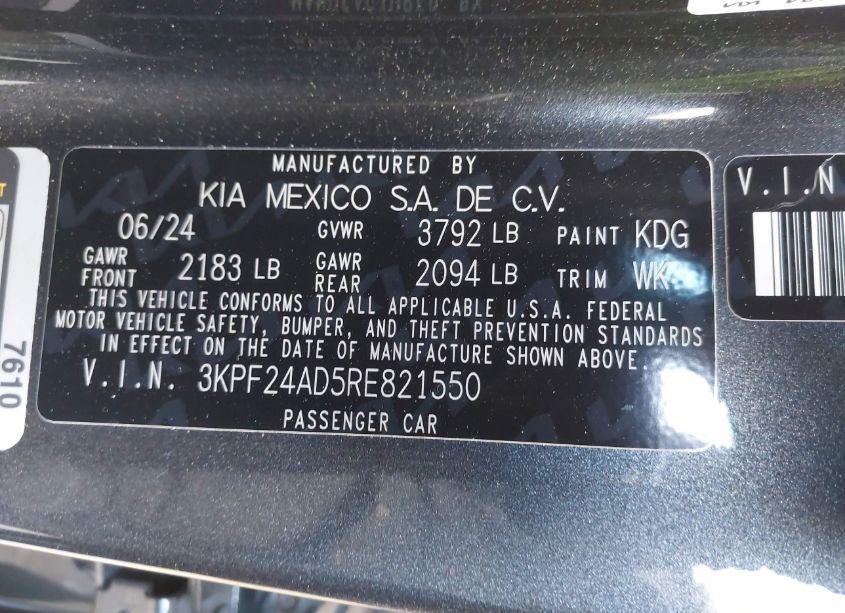 MANUFACTURED BY
KIA MEXICO S.A. DE C.V.
06/24 GVWR 3792 LB PAINT KDG
GAWR FRONT 2183 LB GAWR REAR 2094 LB TRIM WK
THIS VEHICLE CONFORMS TO ALL APPLICABLE U.S.A. FEDERAL
MOTOR VEHICLE SAFETY, BUMPER, AND THEFT PREVENTION STANDARDS
IN EFFECT ON THE DATE OF MANUFACTURE SHOWN ABOVE.
V.I.N. 3KPF24AD5RE821550
PASSENGER CAR
V.I.N
7610